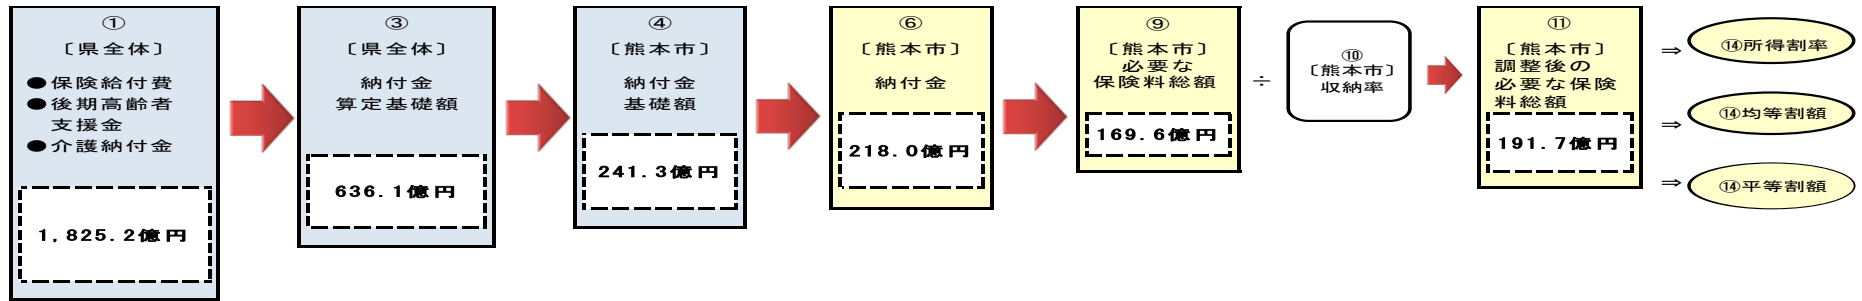 ①
〔県全体〕
●保険給付費
●後期高齢者
支援金
●介護納付金
1,825.2億円
③
〔県全体〕
納付金
算定基礎額
636.1億円
④
〔熊本市〕
納付金
基礎額
241.3億円
⑥
〔熊本市〕
納付金
218.0億円
⑨
〔熊本市〕
必要な
保険料総額
169.6億円
÷
⑩
〔熊本市〕
収納率
⑪
〔熊本市〕
調整後の
必要な保険
料総額
191.7億円
⇒
⑭所得割率
⇒
⑭均等割額
⇒
⑭平等割額